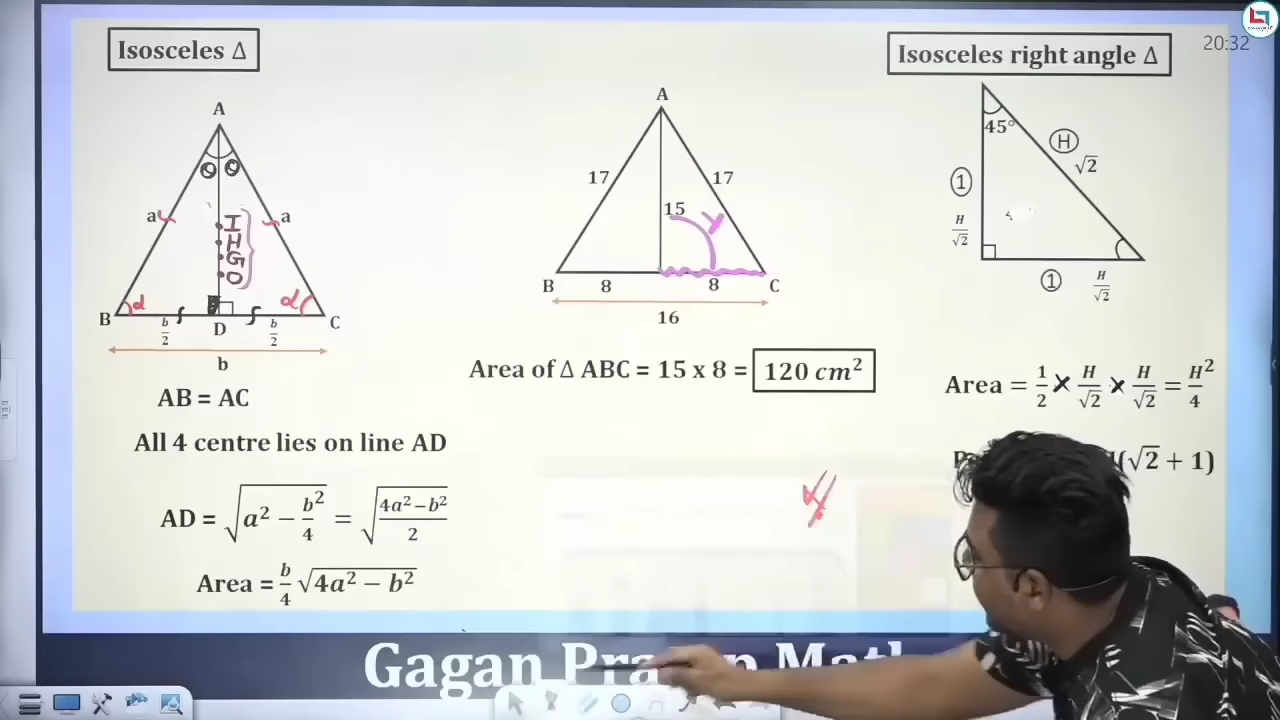 Isosceles Δ
A
a
a
I
H
G
O
α
α
B
b/2
D
b/2
C
b
AB = AC
All 4 centre lies on line AD
AD = √(a² − b²/4) = √(4a² −b²/2)
Area = b/4 √(4a² − b²)
A
17
17
15
B
8
8
C
16
Area of Δ ABC = 15 x 8 = 120 cm²
Isosceles right angle Δ
20:32
45°
H
√2
1
H/√2
1
H/√2
Area = 1/2 × H/√2 × H/√2 = H²/4
(√2 + 1)
Gagan